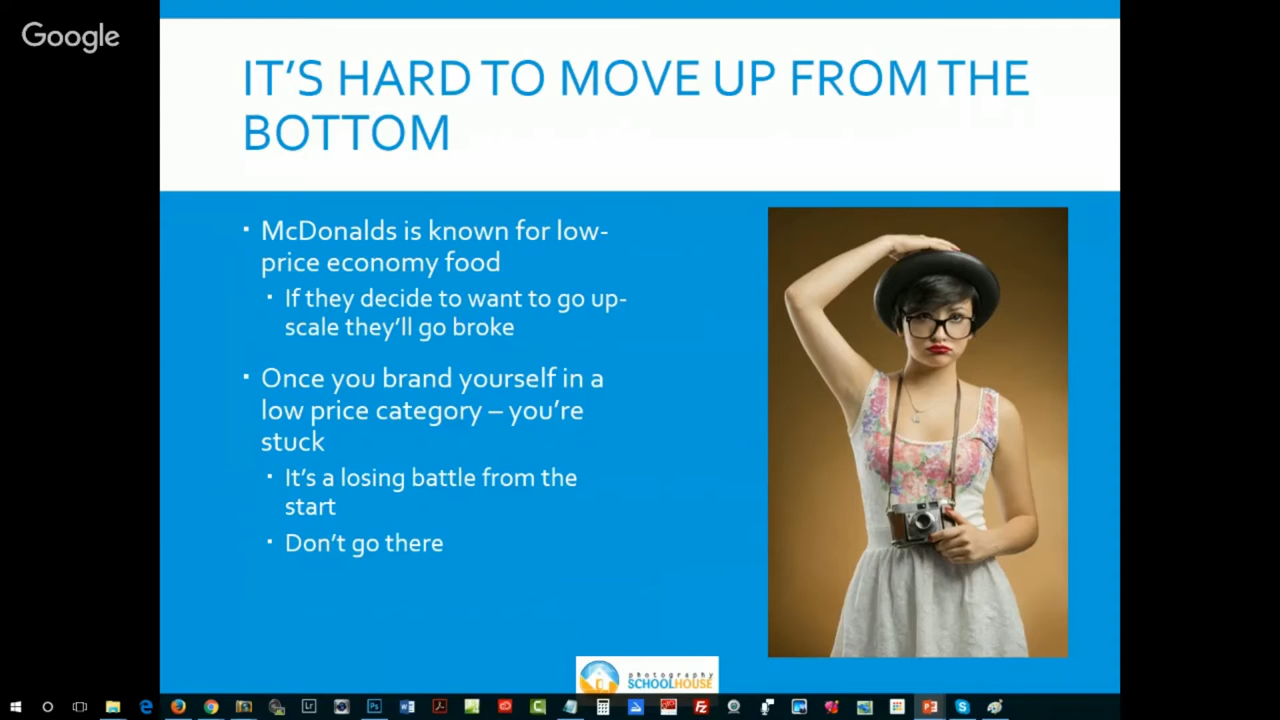 Google
IT'S HARD TO MOVE UP FROM THE
BOTTOM
McDonalds is known for low-
price economy food
If they decide to want to go up-
scale they'll go broke
Once you brand yourself in a
low price category – you're
stuck
It's a losing battle from the
start
Don't go there
photography
SCHOOLHOUSE
Lr
Ps